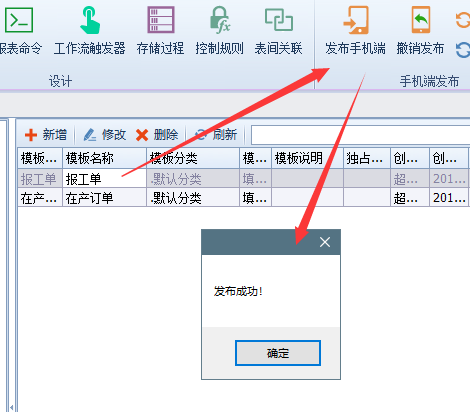 报表命令 工作流触发器 存储过程 控制规则 表间关联 发布手机端 撤销发布
设计 手机端发布
新增 修改 删除 刷新
模板... 模板名称 模板分类 模... 模板说明 独占... 创... 创...
报工单 报工单 .默认分类 填... 超... 201...
在产... 在产订单 .默认分类 填... 超... 201...
发布成功!
确定